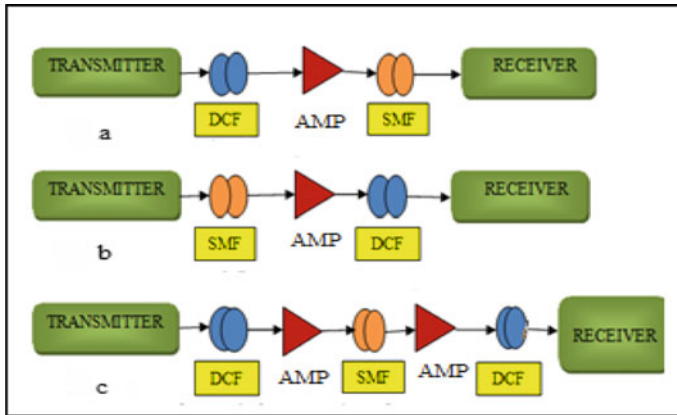 TRANSMITTER
RECEIVER
DCF
AMP
SMF
a
TRANSMITTER
RECEIVER
SMF
AMP
DCF
b
TRANSMITTER
RECEIVER
DCF
AMP
SMF
AMP
DCF
c